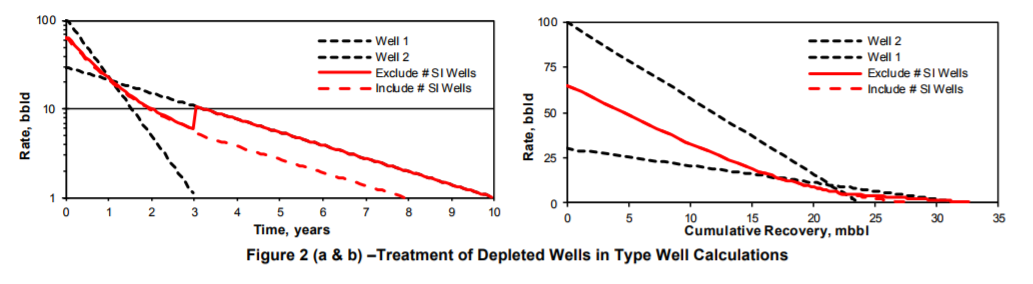 100
10
1
Rate, bbld
0 1 2 3 4 5 6 7 8 9 10
Time, years
Well 1
Well 2
Exclude # SI Wells
Include # SI Wells
100
75
50
25
0
Rate, bbbd
0 5 10 15 20 25 30 35
Cumulative Recovery, mbbl
Well 2
Well 1
Exclude # SI Wells
Include # SI Wells
Figure 2 (a & b) –Treatment of Depleted Wells in Type Well Calculations